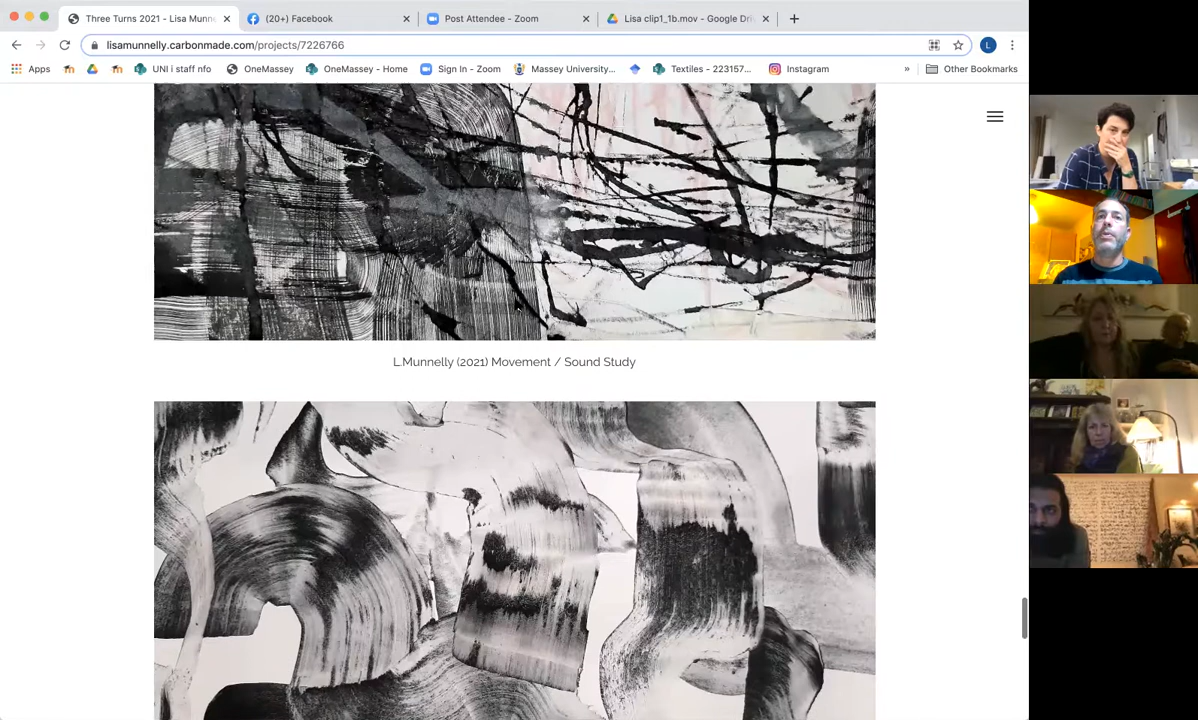 Three Turns 2021 - Lisa Munne
(20+) Facebook
Post Attendee - Zoom
Lisa clip1_1b.mov - Google Dri
lisamunnelly.carbonmade.com/projects/7226766
L
Apps
UNI i staff nfo
OneMassey
OneMassey - Home
Sign In - Zoom
Massey University...
Textiles - 223157...
Instagram
»
Other Bookmarks
L.Munnelly (2021) Movement / Sound Study